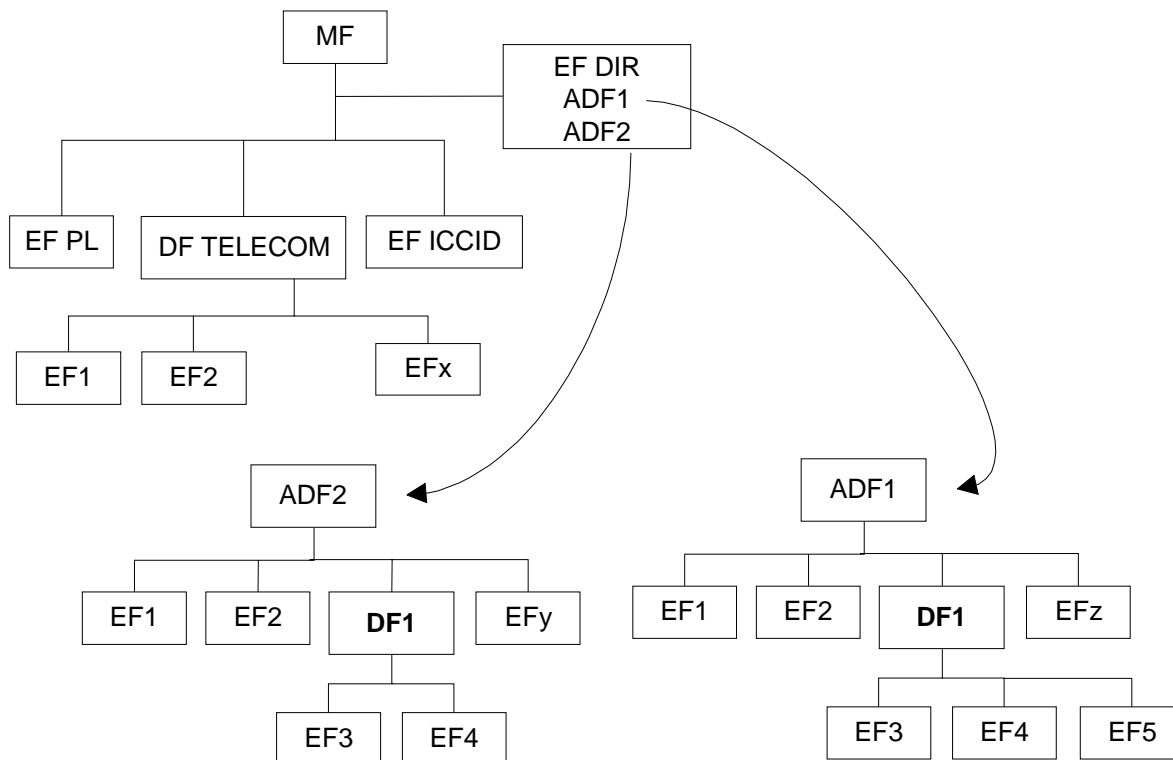 MF
EF DIR
ADF1
ADF2
EF PL
DF TELECOM
EF ICCID
EF1
EF2
EFx
ADF2
ADF1
EF1
EF2
DF1
EFy
EF1
EF2
DF1
EFz
EF3
EF4
EF3
EF4
EF5